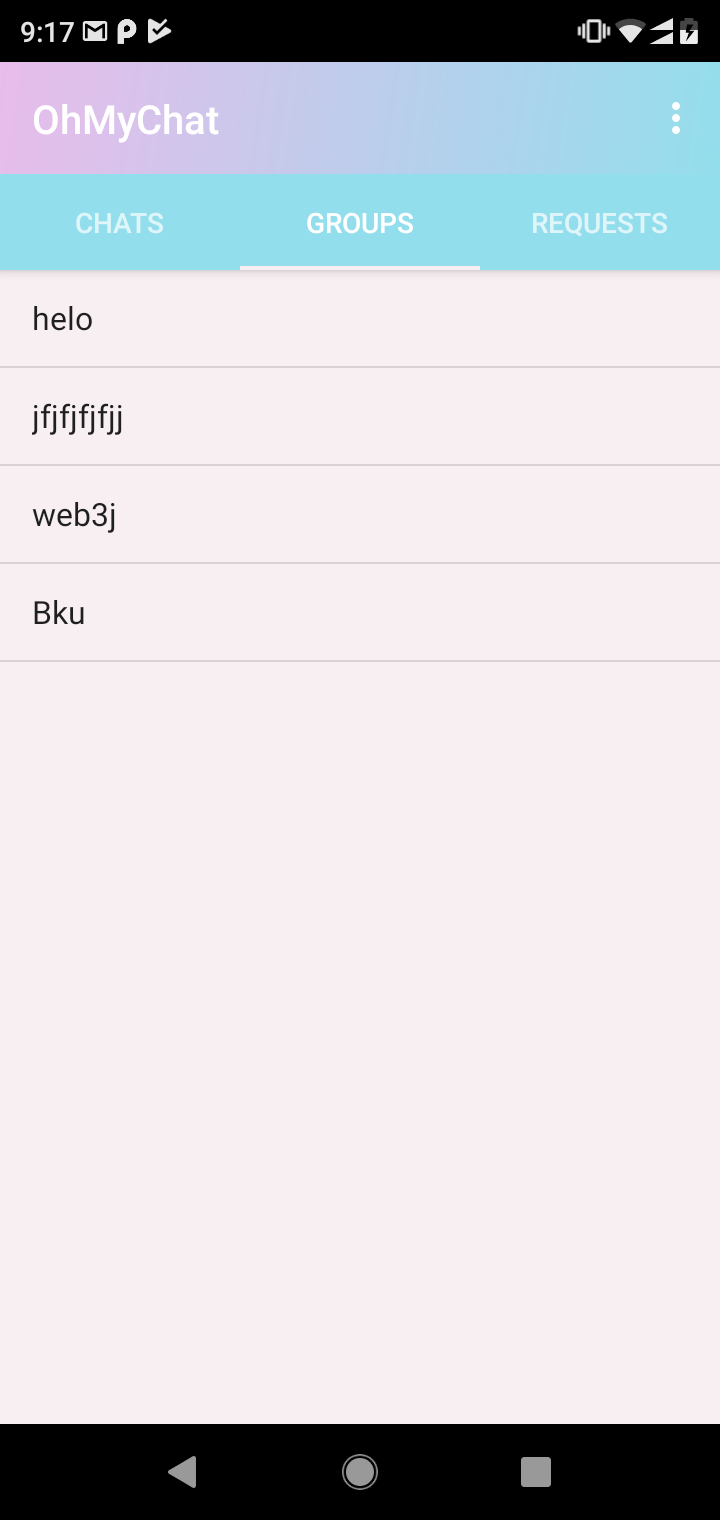 9:17
OhMyChat
CHATS
GROUPS
REQUESTS
helo
jfjfjfjfjj
web3j
Bku